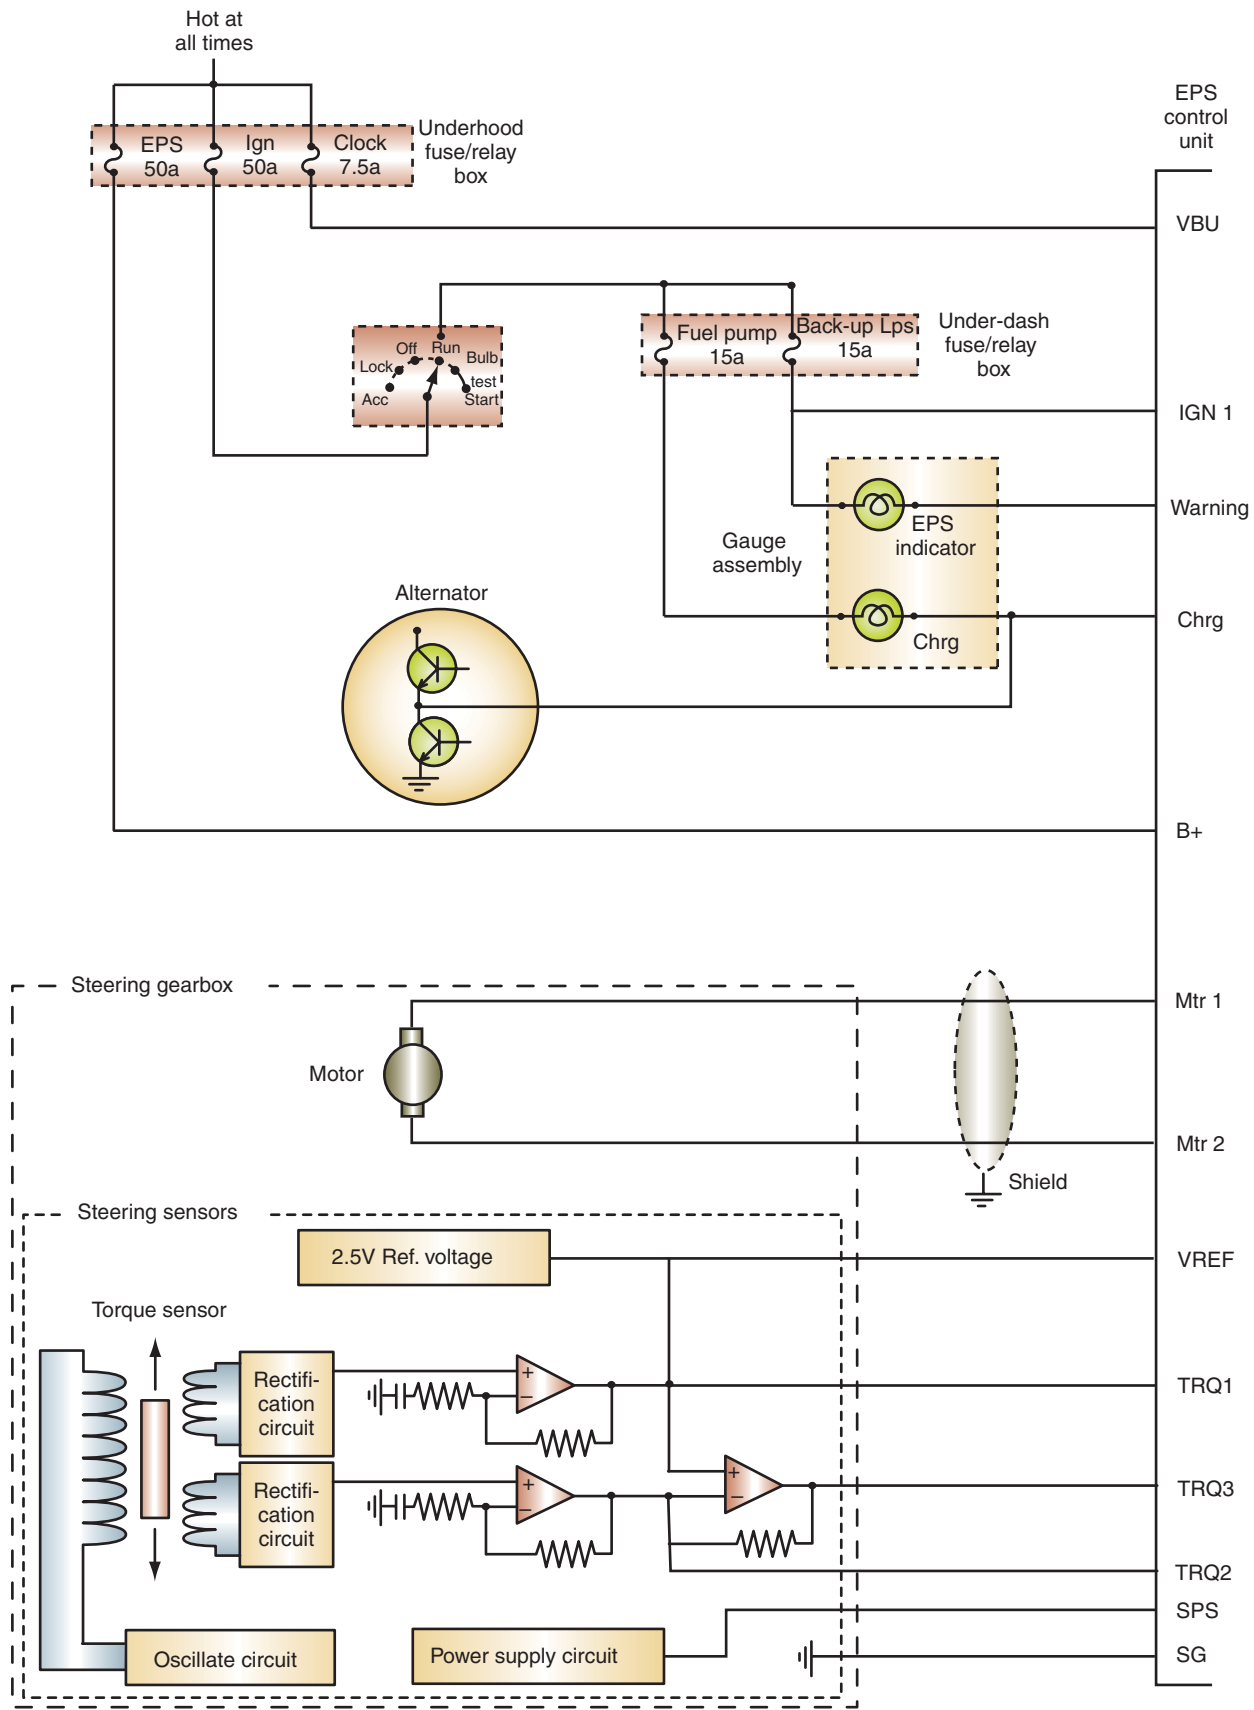 Hot at
all times
EPS
50a
Ign
50a
Clock
7.5a
Underhood
fuse/relay
box
EPS
control
unit
VBU
Acc
Lock
Off
Run
Bulb
test
Start
Fuel pump
15a
Back-up Lps
15a
Under-dash
fuse/relay
box
IGN 1
Warning
EPS
indicator
Gauge
assembly
Chrg
Chrg
Alternator
B+
Steering gearbox
Mtr 1
Motor
Mtr 2
Shield
Steering sensors
2.5V Ref. voltage
VREF
Torque sensor
Rectifi-
cation
circuit
+
−
TRQ1
Rectifi-
cation
circuit
+
−
+
−
TRQ3
TRQ2
SPS
Oscillate circuit
Power supply circuit
SG